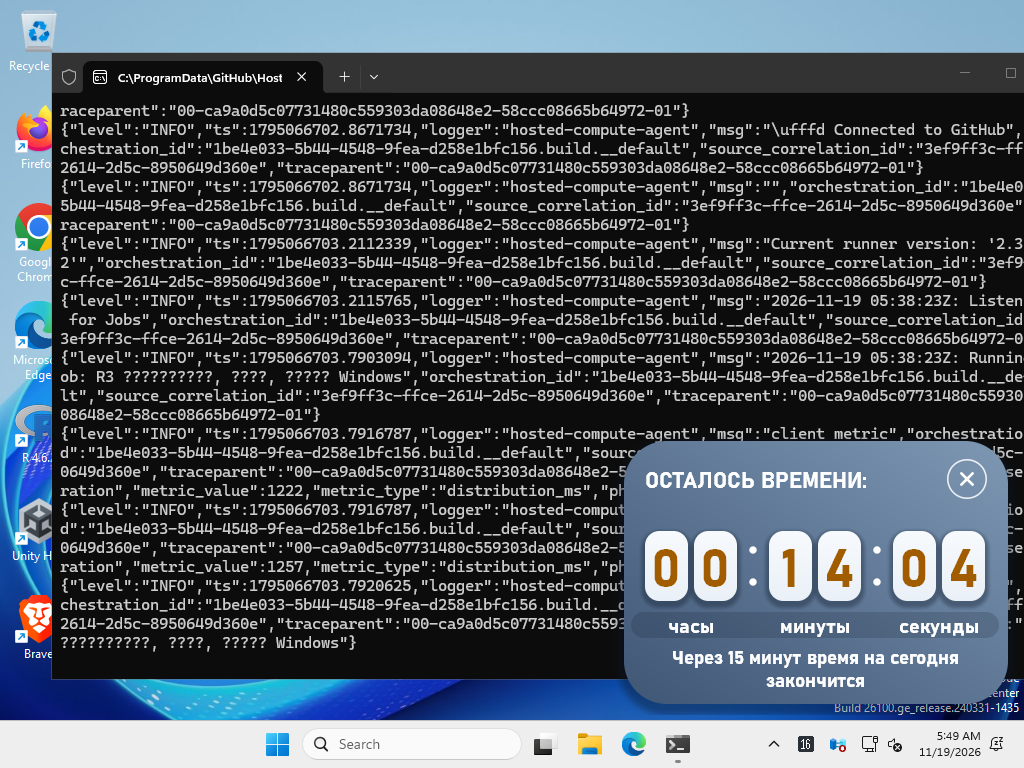 Recycle
Firefo
Google
Chrom
Microso
Edge
R 4.6.
Unity H
Brave
C:\ProgramData\GitHub\Host
raceparent":"00-ca9a0d5c07731480c559303da08648e2-58ccc08665b64972-01"}
{"level":"INFO","ts":1795066702.8671734,"logger":"hosted-compute-agent","msg":"\ufffd Connected to GitHub",
chestration_id":"1be4e033-5b44-4548-9fea-d258e1bfc156.build.__default","source_correlation_id":"3ef9ff3c-ff
2614-2d5c-8950649d360e","traceparent":"00-ca9a0d5c07731480c559303da08648e2-58ccc08665b64972-01"}
{"level":"INFO","ts":1795066702.8671734,"logger":"hosted-compute-agent","msg":"","orchestration_id":"1be4e0
5b44-4548-9fea-d258e1bfc156.build.__default","source_correlation_id":"3ef9ff3c-ffce-2614-2d5c-8950649d360e"
raceparent":"00-ca9a0d5c07731480c559303da08648e2-58ccc08665b64972-01"}
{"level":"INFO","ts":1795066703.2112339,"logger":"hosted-compute-agent","msg":"Current runner version: '2.3
2'","orchestration_id":"1be4e033-5b44-4548-9fea-d258e1bfc156.build.__default","source_correlation_id":"3ef9
c-ffce-2614-2d5c-8950649d360e","traceparent":"00-ca9a0d5c07731480c559303da08648e2-58ccc08665b64972-01"}
{"level":"INFO","ts":1795066703.2115765,"logger":"hosted-compute-agent","msg":"2026-11-19 05:38:23Z: Listen
for Jobs","orchestration_id":"1be4e033-5b44-4548-9fea-d258e1bfc156.build.__default","source_correlation_id
3ef9ff3c-ffce-2614-2d5c-8950649d360e","traceparent":"00-ca9a0d5c07731480c559303da08648e2-58ccc08665b64972-0
{"level":"INFO","ts":1795066703.7903094,"logger":"hosted-compute-agent","msg":"2026-11-19 05:38:23Z: Runnin
ob: R3 ??????????, ????, ????? Windows","orchestration_id":"1be4e033-5b44-4548-9fea-d258e1bfc156.build.__de
lt","source_correlation_id":"3ef9ff3c-ffce-2614-2d5c-8950649d360e","traceparent":"00-ca9a0d5c07731480c55930
08648e2-58ccc08665b64972-01"}
{"level":"INFO","ts":1795066703.7916787,"logger":"hosted-compute-agent","msg":"client metric","orchestratio
d":"1be4e033-5b44-4548-9fea-d258e1bfc156.build.__default","sour
0649d360e","traceparent":"00-ca9a0d5c07731480c559303da08648e2-5
ration","metric_value":1222,"metric_type":"distribution_ms","ph
{"level":"INFO","ts":1795066703.7916787,"logger":"hosted-comput
d":"1be4e033-5b44-4548-9fea-d258e1bfc156.build.__default","sour
0649d360e","traceparent":"00-ca9a0d5c07731480c559303da08648e2-5
ration","metric_value":1257,"metric_type":"distribution_ms","ph
{"level":"INFO","ts":1795066703.7920625,"logger":"hosted-comput
chestration_id":"1be4e033-5b44-4548-9fea-d258e1bfc156.build.__d
2614-2d5c-8950649d360e","traceparent":"00-ca9a0d5c07731480c5593
??????????, ????, ????? Windows"}
ОСТАЛОСЬ ВРЕМЕНИ:
00:14:04
часы минуты секунды
Через 15 минут время на сегодня
закончится
Build 26100.ge_release.240331-1435
Search
16
5:49 AM
11/19/2026